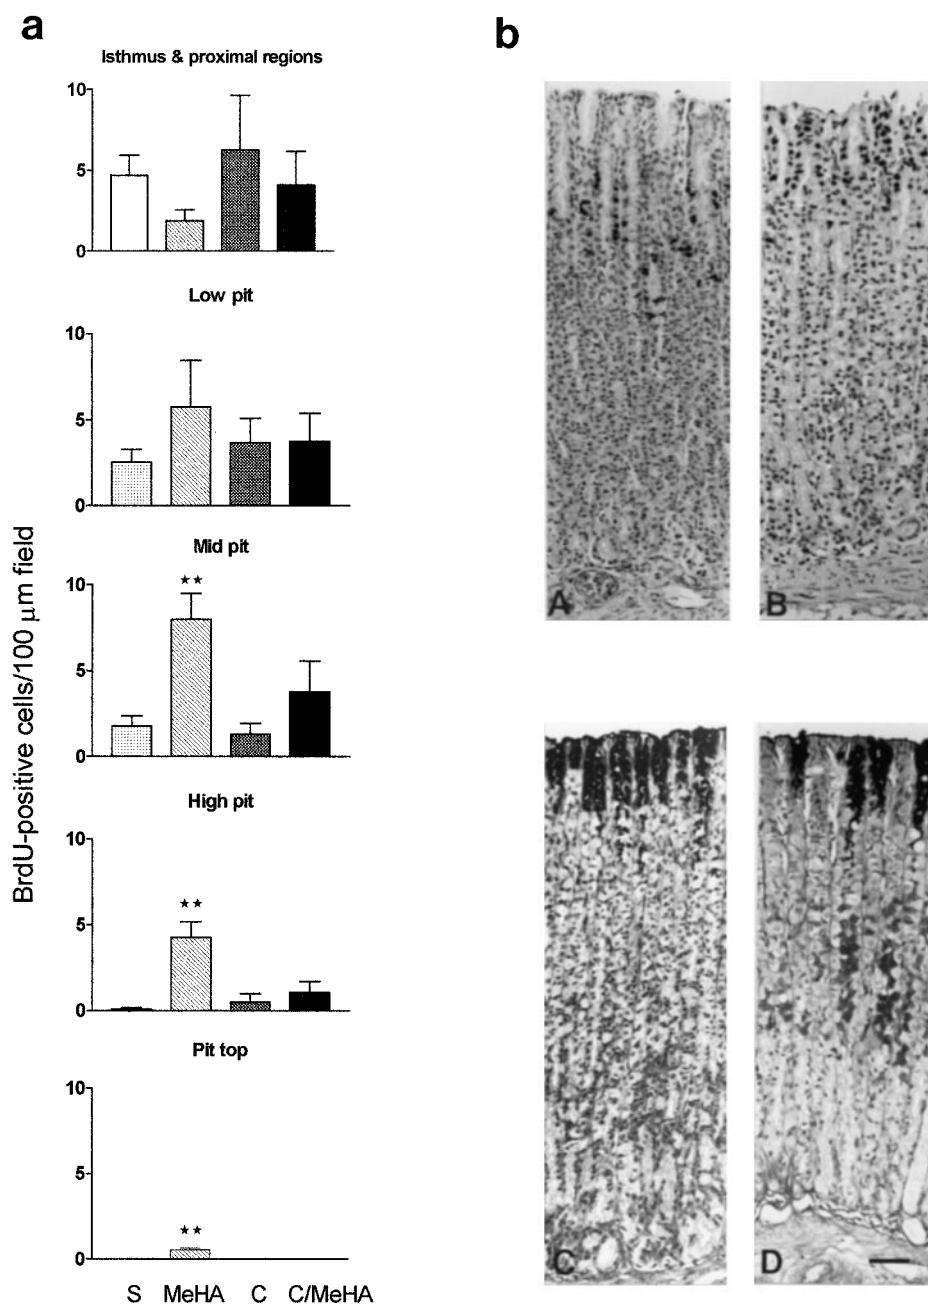 a
b
Isthmus & proximal regions
10
5
0
Low pit
10
5
0
Mid pit
★★
10
5
0
High pit
10
★★
5
0
Pit top
10
5
★★
0
S MeHA C C/MeHA
BrdU-positive cells/100 µm field
A
B
C
D